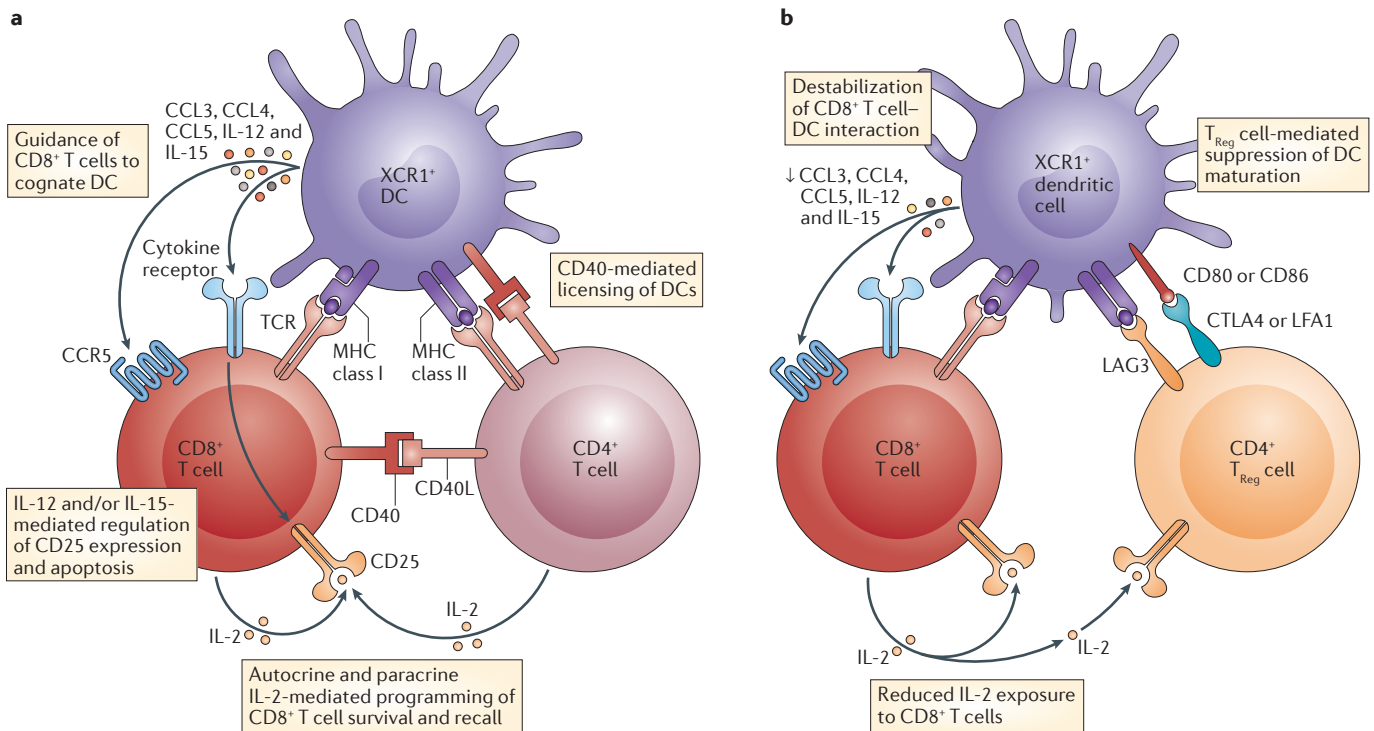 a
CCL3, CCL4,
CCL5, IL-12 and
IL-15
Guidance of
CD8⁺ T cells to
cognate DC
XCR1⁺
DC
Cytokine
receptor
CD40-mediated
licensing of DCs
TCR
CCR5
MHC
class I
MHC
class II
CD8⁺
T cell
CD4⁺
T cell
CD40L
CD40
IL-12 and/or IL-15-
mediated regulation
of CD25 expression
and apoptosis
CD25
IL-2
IL-2
Autocrine and paracrine
IL-2-mediated programming of
CD8⁺ T cell survival and recall
b
Destabilization
of CD8⁺ T cell–
DC interaction
T_Reg cell-mediated
suppression of DC
maturation
XCR1⁺
dendritic
cell
↓ CCL3, CCL4,
CCL5, IL-12
and IL-15
CD80 or CD86
CTLA4 or LFA1
LAG3
CD8⁺
T cell
CD4⁺
T_Reg cell
IL-2
IL-2
Reduced IL-2 exposure
to CD8⁺ T cells